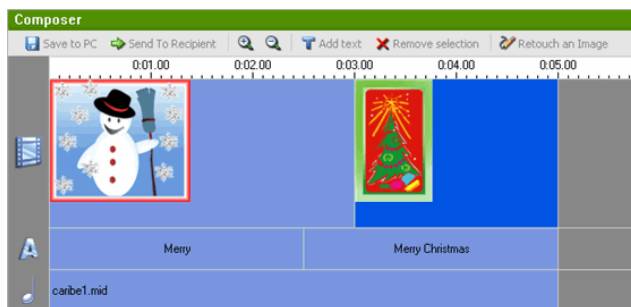 Composer
Save to PC Send To Recipient Add text Remove selection Retouch an Image
0:01.00 0:02.00 0:03.00 0:04.00 0:05.00
A Merry Merry Christmas
caribe1.mid